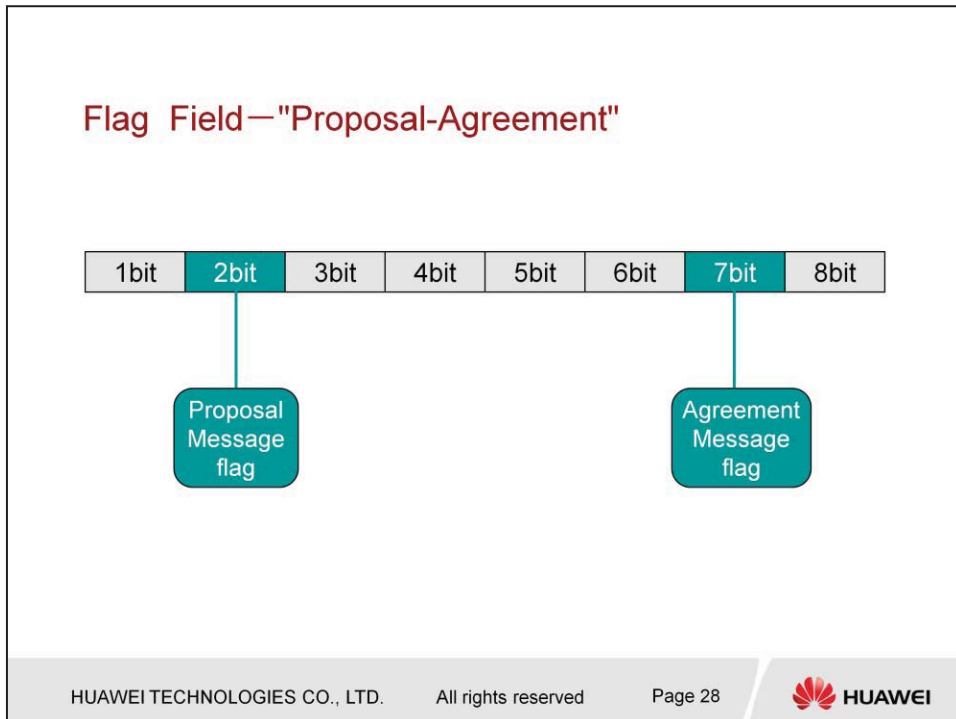 Flag Field—"Proposal-Agreement"
1bit 2bit 3bit 4bit 5bit 6bit 7bit 8bit
Proposal
Message
flag
Agreement
Message
flag
HUAWEI TECHNOLOGIES CO., LTD. All rights reserved Page 28 HUAWEI